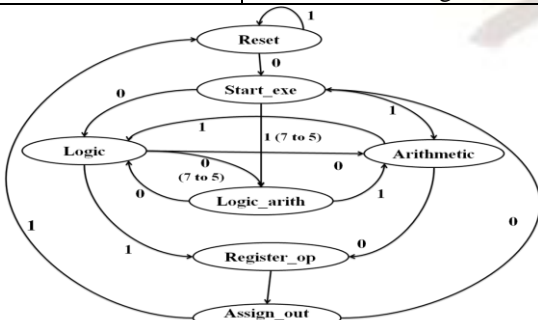 1
Reset
0
0
Start_exe
1
1
1 (7 to 5)
Logic
0
0
Arithmetic
(7 to 5)
0
Logic_arith
1
1
0
1
0
Register_op
Assign_out